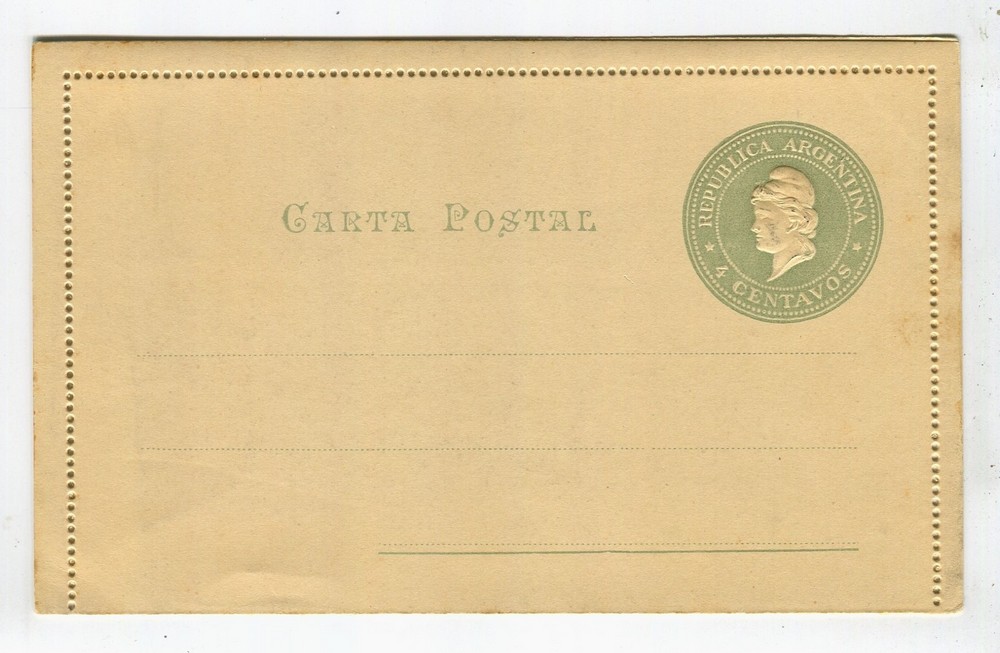 CARTA POSTAL
REPUBLICA ARGENTINA
4 CENTAVOS